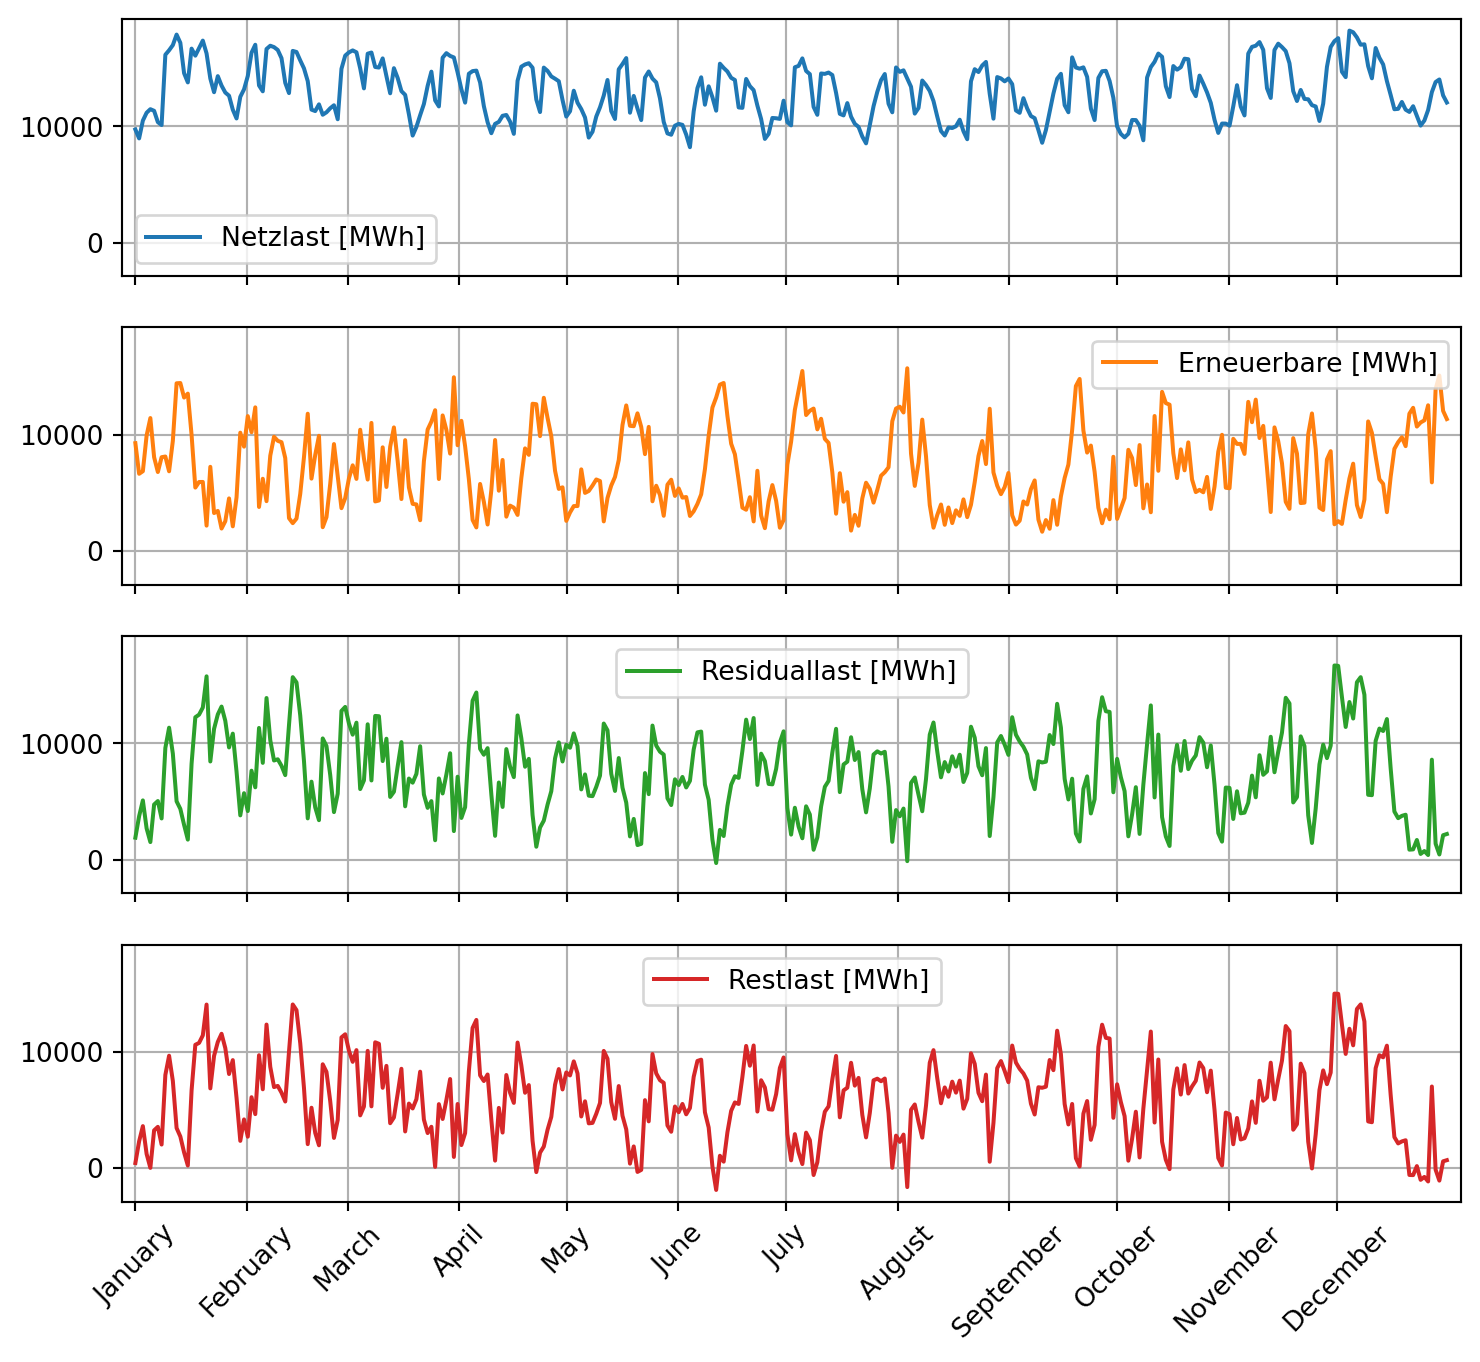 10000
0
Netzlast [MWh]
Erneuerbare [MWh]
10000
0
Residuallast [MWh]
10000
0
Restlast [MWh]
10000
0
January
February
March
April
May
June
July
August
September
October
November
December